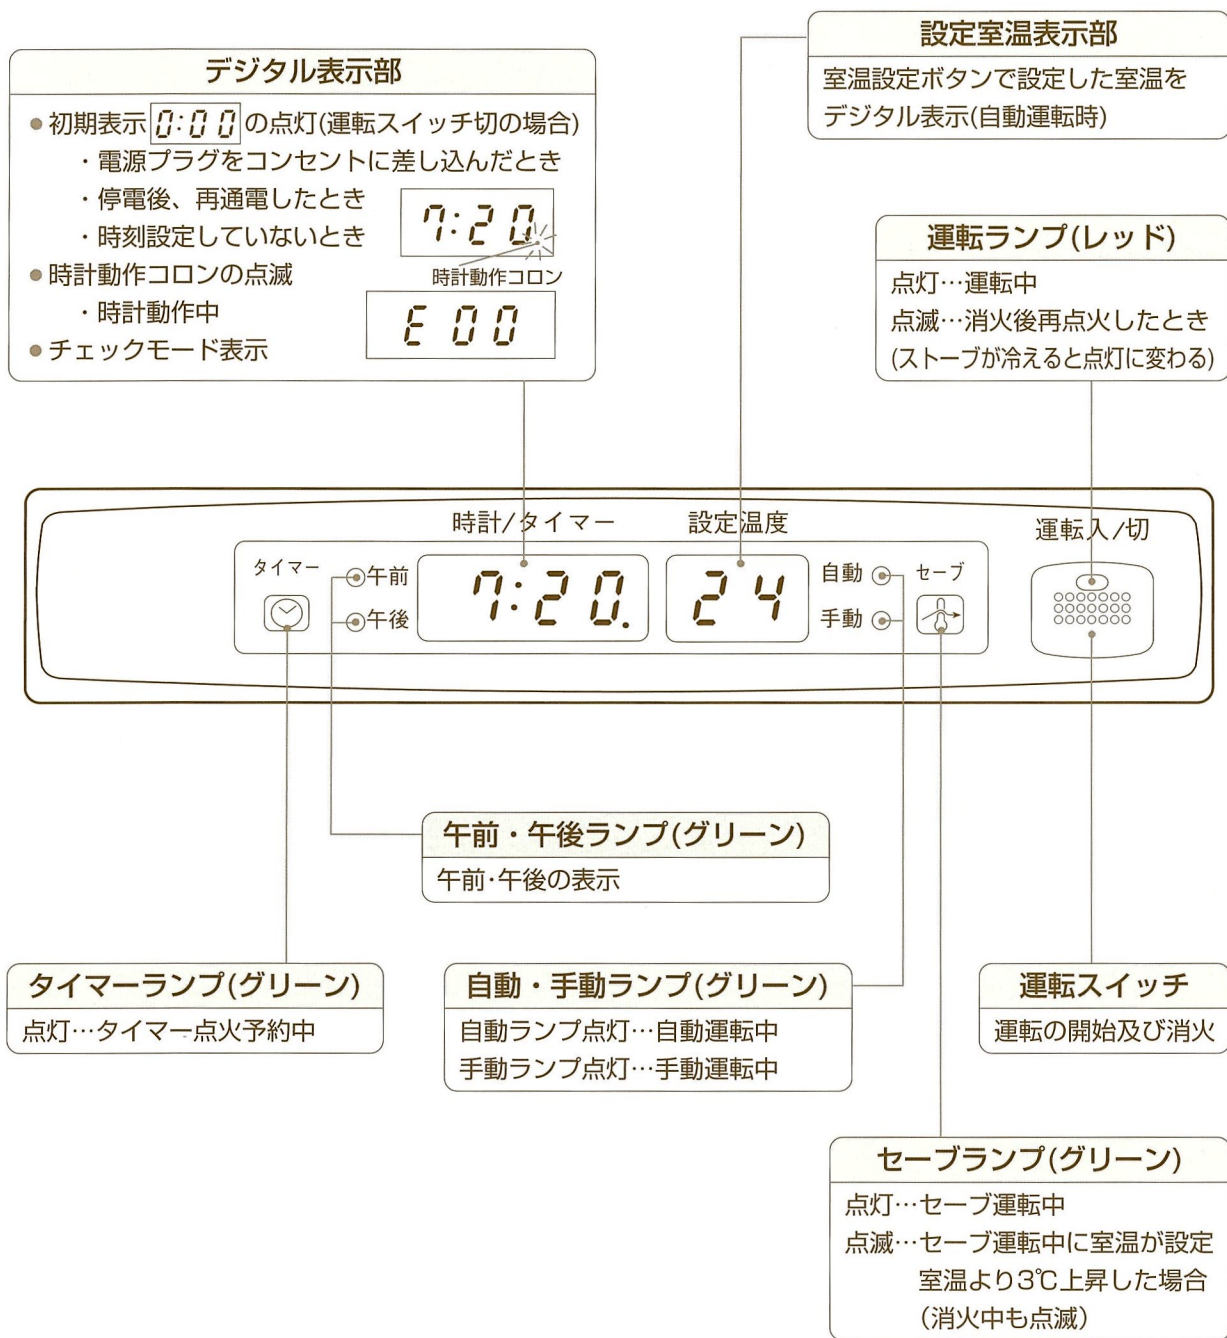 デジタル表示部
●初期表示0:00の点灯(運転スイッチ切の場合)
・電源プラグをコンセントに差し込んだとき
・停電後、再通電したとき
・時刻設定していないとき
7:20
時計動作コロン
●時計動作コロンの点滅
・時計動作中
●チェックモード表示
E 00
設定室温表示部
室温設定ボタンで設定した室温を
デジタル表示(自動運転時)
運転ランプ(レッド)
点灯…運転中
点滅…消火後再点火したとき
(ストーブが冷えると点灯に変わる)
時計/タイマー
設定温度
運転入/切
タイマー
午前
午後
7:20.
24
自動
手動
セーブ
午前・午後ランプ(グリーン)
午前・午後の表示
タイマーランプ(グリーン)
点灯…タイマー点火予約中
自動・手動ランプ(グリーン)
自動ランプ点灯…自動運転中
手動ランプ点灯…手動運転中
運転スイッチ
運転の開始及び消火
セーブランプ(グリーン)
点灯…セーブ運転中
点滅…セーブ運転中に室温が設定
室温より3℃上昇した場合
(消火中も点滅)